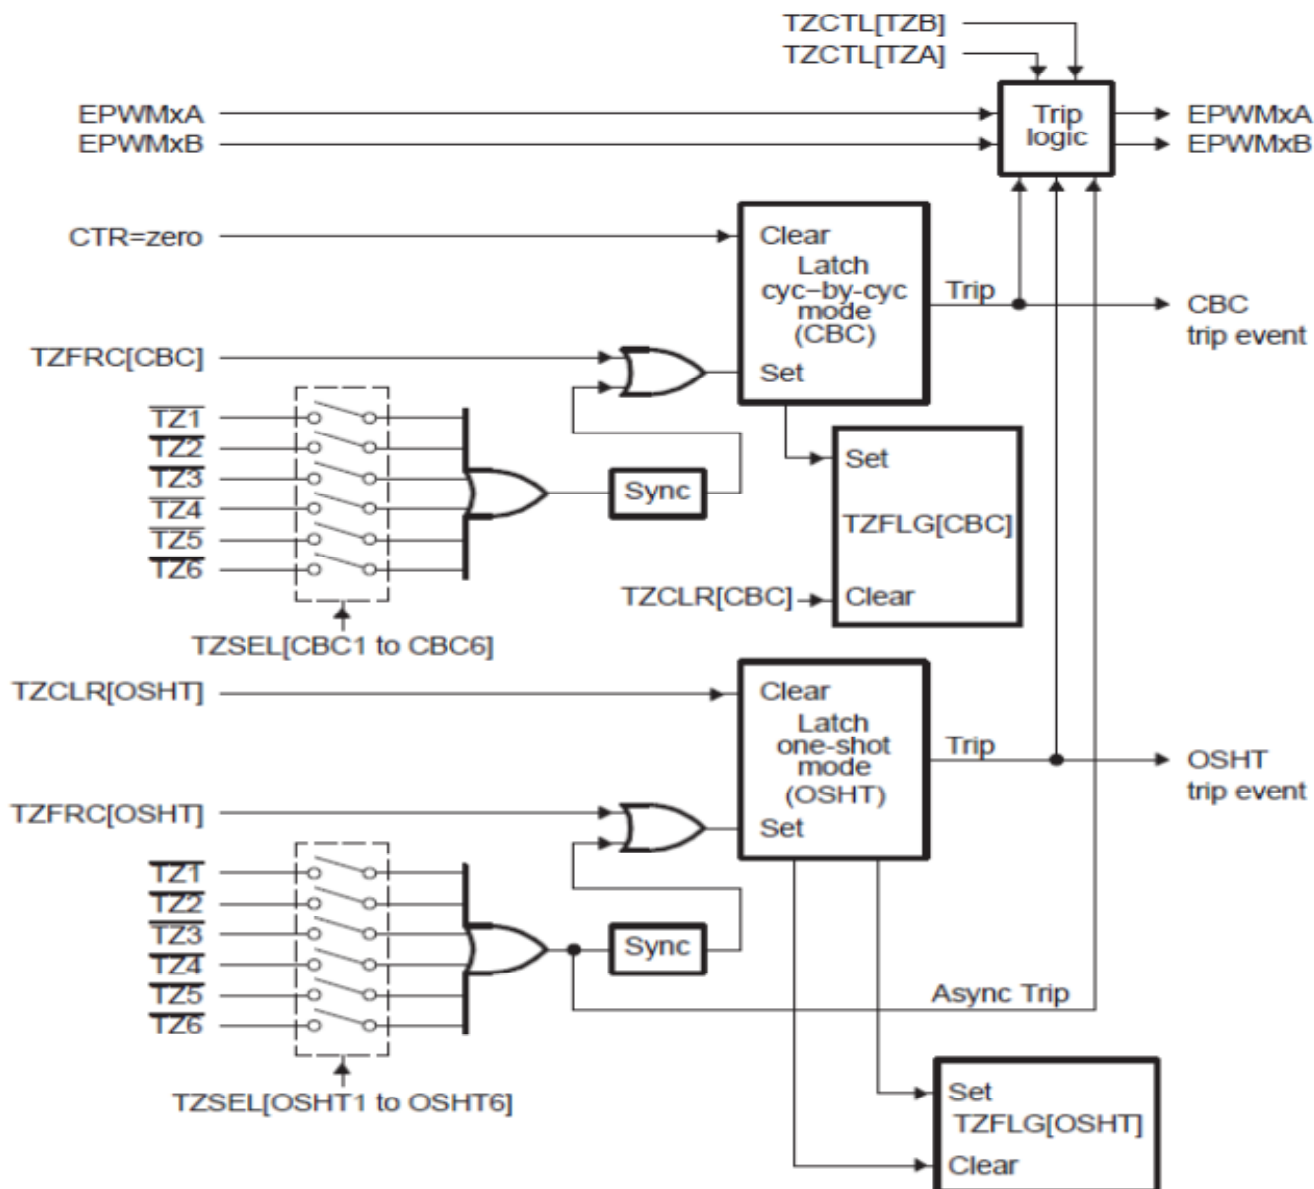 TZCTL[TZB]
TZCTL[TZA]
EPWMxA
EPWMxB
Trip
logic
EPWMxA
EPWMxB
CTR=zero
Clear
Latch
cyc−by-cyc
mode
(CBC)
Set
Trip
CBC
trip event
TZFRC[CBC]
TZ1
TZ2
TZ3
TZ4
TZ5
TZ6
Sync
Set
TZFLG[CBC]
Clear
TZCLR[CBC]
TZSEL[CBC1 to CBC6]
TZCLR[OSHT]
Clear
Latch
one-shot
mode
(OSHT)
Set
Trip
OSHT
trip event
TZFRC[OSHT]
TZ1
TZ2
TZ3
TZ4
TZ5
TZ6
Sync
Async Trip
TZSEL[OSHT1 to OSHT6]
Set
TZFLG[OSHT]
Clear